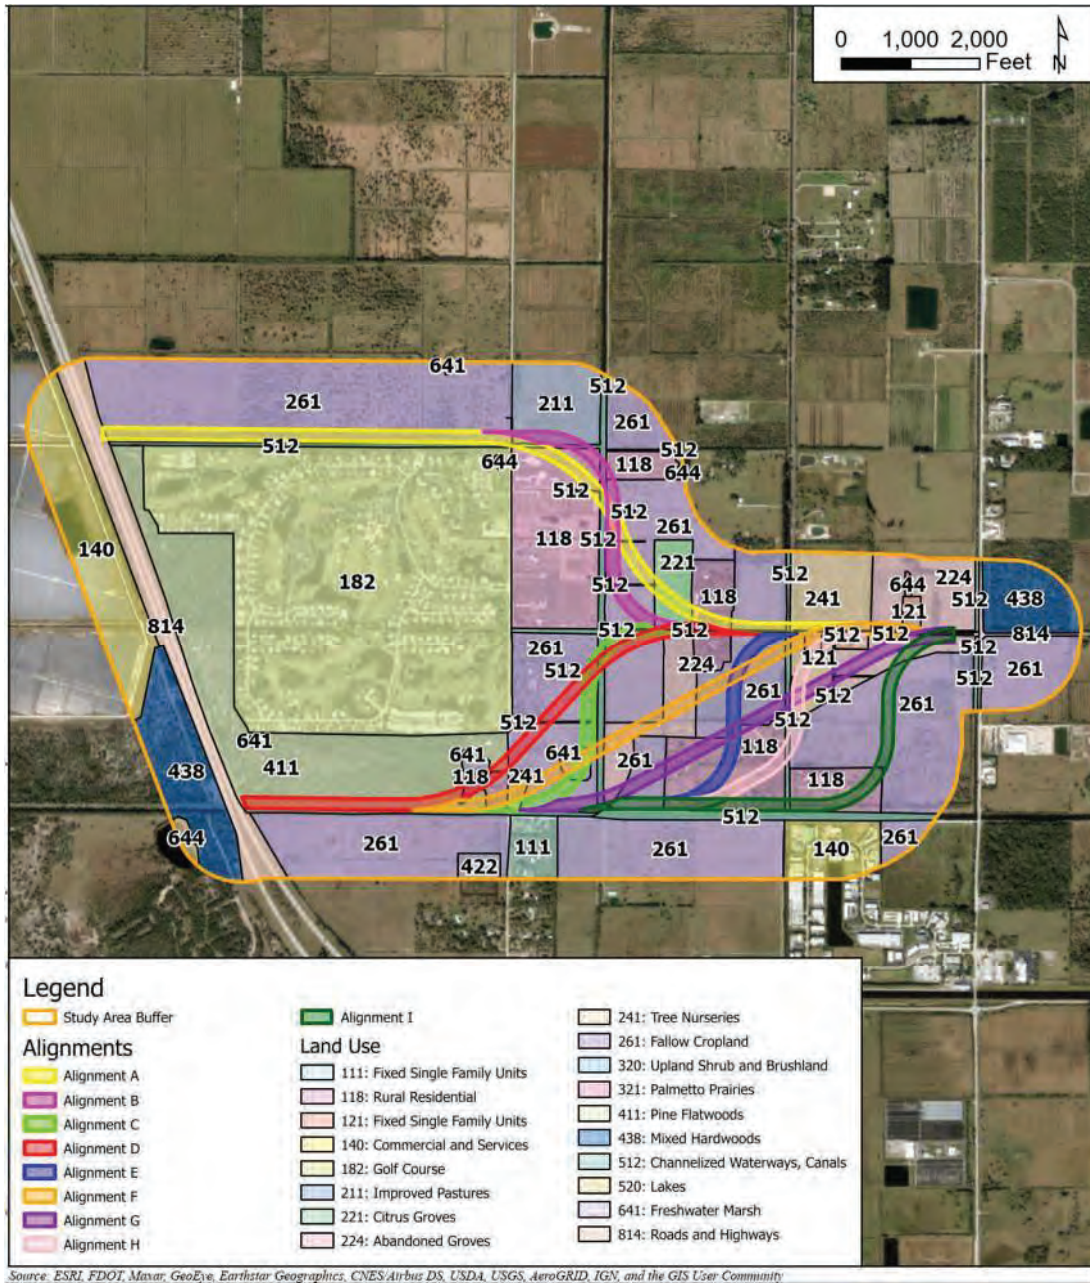 0 1,000 2,000
Feet
N
641
512
261
211
261
512
512
644
118
644
512
512
261
118
512
221
140
182
512
118
512
241
644
224
121
512
438
814
512
512
512
512
814
261
224
121
512
261
512
261
512
261
512
512
641
411
641
118
241
641
261
118
118
438
512
644
261
422
111
261
140
261
Legend
Study Area Buffer
Alignments
Alignment A
Alignment B
Alignment C
Alignment D
Alignment E
Alignment F
Alignment G
Alignment H
Alignment I
Land Use
111: Fixed Single Family Units
118: Rural Residential
121: Fixed Single Family Units
140: Commercial and Services
182: Golf Course
211: Improved Pastures
221: Citrus Groves
224: Abandoned Groves
241: Tree Nurseries
261: Fallow Cropland
320: Upland Shrub and Brushland
321: Palmetto Prairies
411: Pine Flatwoods
438: Mixed Hardwoods
512: Channelized Waterways, Canals
520: Lakes
641: Freshwater Marsh
814: Roads and Highways
Source: ESRI, FDOT, Maxar, GeoEye, Earthstar Geographics, CNES/Airbus DS, USDA, USGS, AeroGRID, IGN, and the GIS User Community